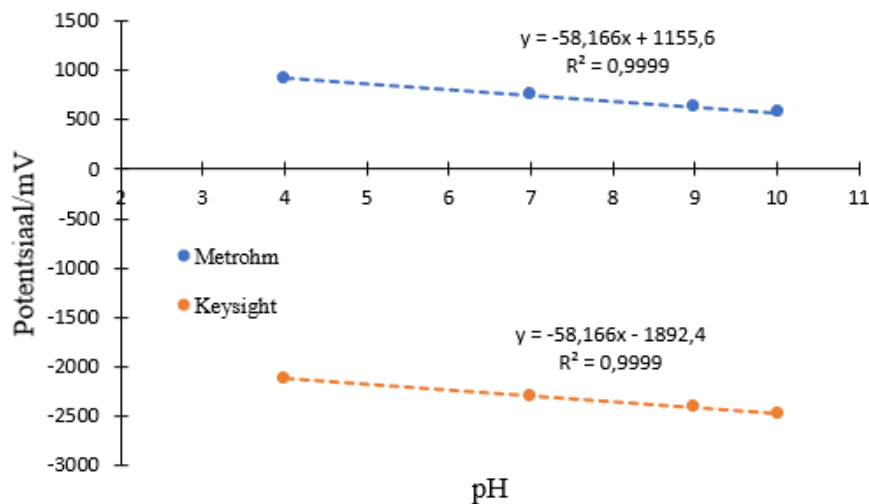 1500
y = -58,166x + 1155,6
1000
R² = 0,9999
500
0
2 3 4 5 6 7 8 9 10 11
-500
Potentsiaal/mV
Metrohm
-1000
Keysight
-1500
y = -58,166x - 1892,4
R² = 0,9999
-2000
-2500
-3000
pH